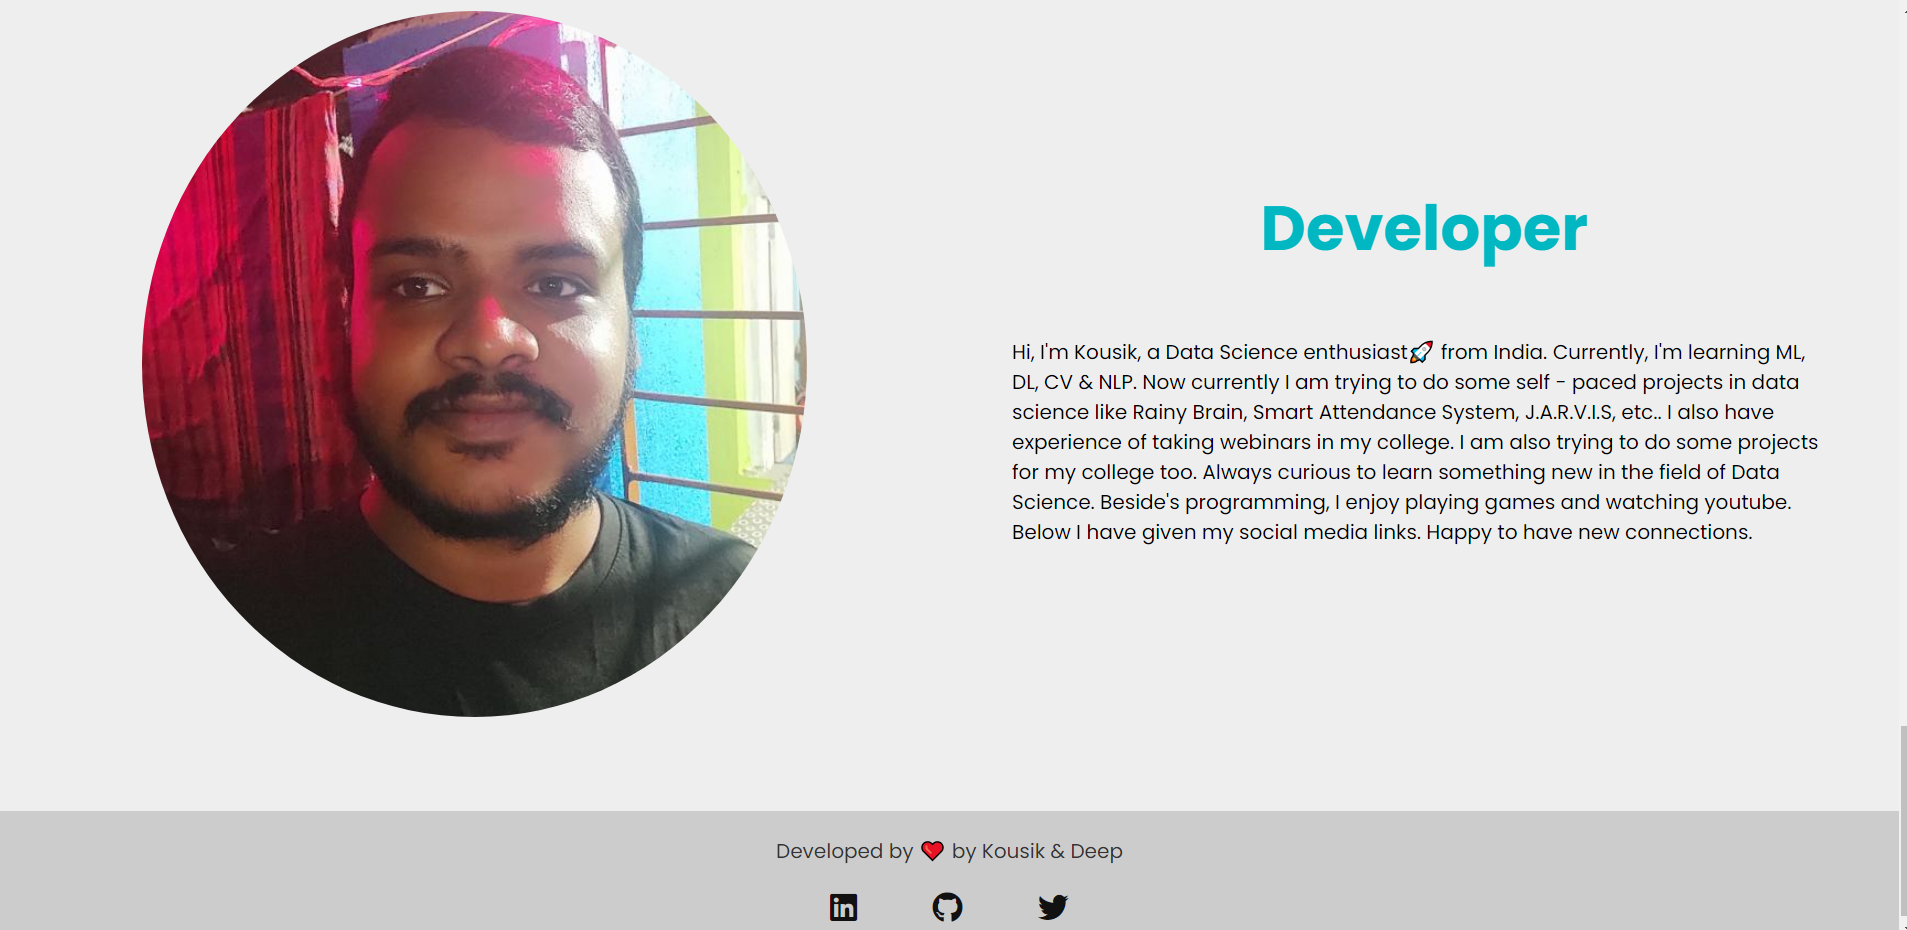 Developer
Hi, I'm Kousik, a Data Science enthusiast🚀 from India. Currently, I'm learning ML,
DL, CV & NLP. Now currently I am trying to do some self - paced projects in data
science like Rainy Brain, Smart Attendance System, J.A.R.V.I.S, etc.. I also have
experience of taking webinars in my college. I am also trying to do some projects
for my college too. Always curious to learn something new in the field of Data
Science. Beside's programming, I enjoy playing games and watching youtube.
Below I have given my social media links. Happy to have new connections.
Developed by ❤️ by Kousik & Deep
in